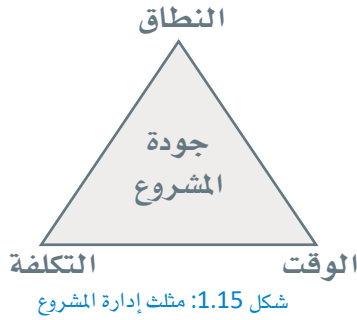 النطاق
جودة
المشروع
الوقت
التكلفة
شكل 1.15: مثلث إدارة المشروع